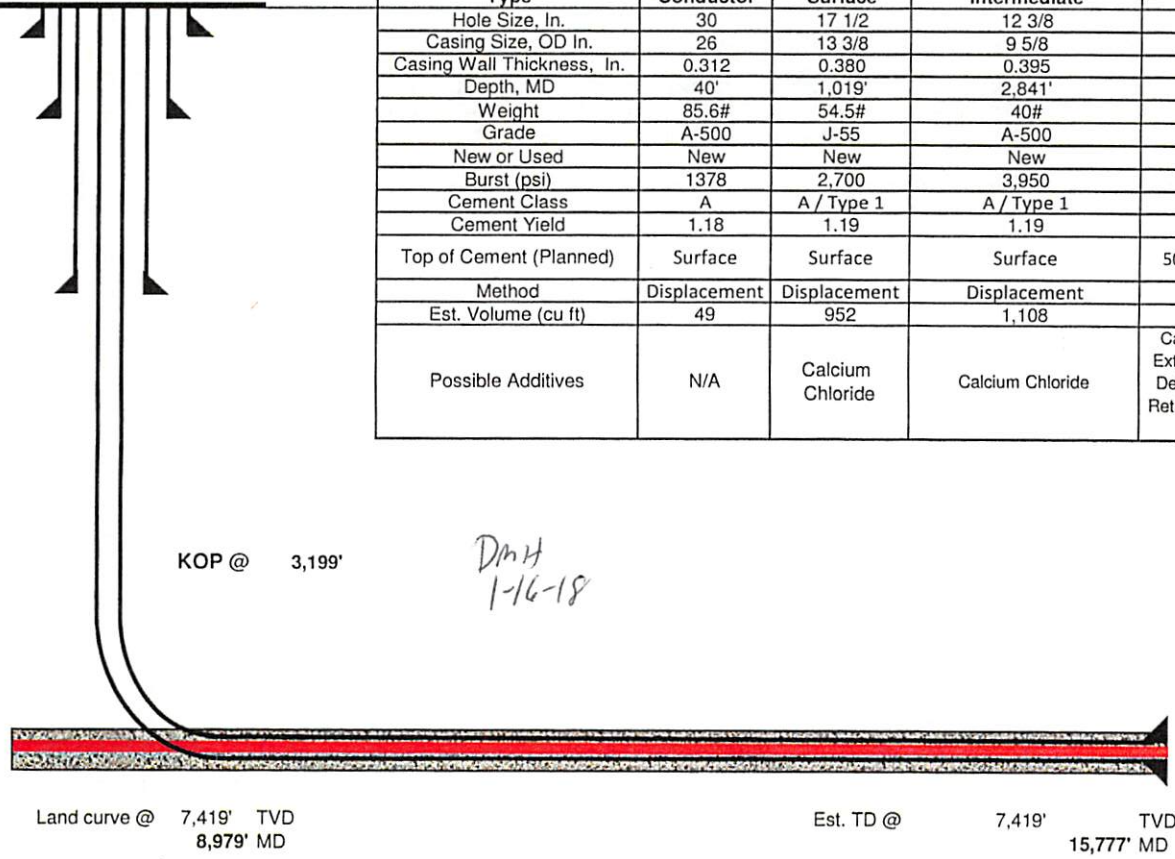 Type Conductor Surface Intermediate
Hole Size, In. 30 17 1/2 12 3/8
Casing Size, OD In. 26 13 3/8 9 5/8
Casing Wall Thickness, In. 0.312 0.380 0.395
Depth, MD 40' 1,019' 2,841'
Weight 85.6# 54.5# 40#
Grade A-500 J-55 A-500
New or Used New New New
Burst (psi) 1378 2,700 3,950
Cement Class A A / Type 1 A / Type 1
Cement Yield 1.18 1.19 1.19
Top of Cement (Planned) Surface Surface Surface
Method Displacement Displacement Displacement
Est. Volume (cu ft) 49 952 1,108
Possible Additives N/A Calcium Chloride Calcium Chloride
KOP @ 3,199'
DMH
1-16-18
Land curve @ 7,419' TVD
8,979' MD
Est. TD @ 7,419' TVD
15,777' MD